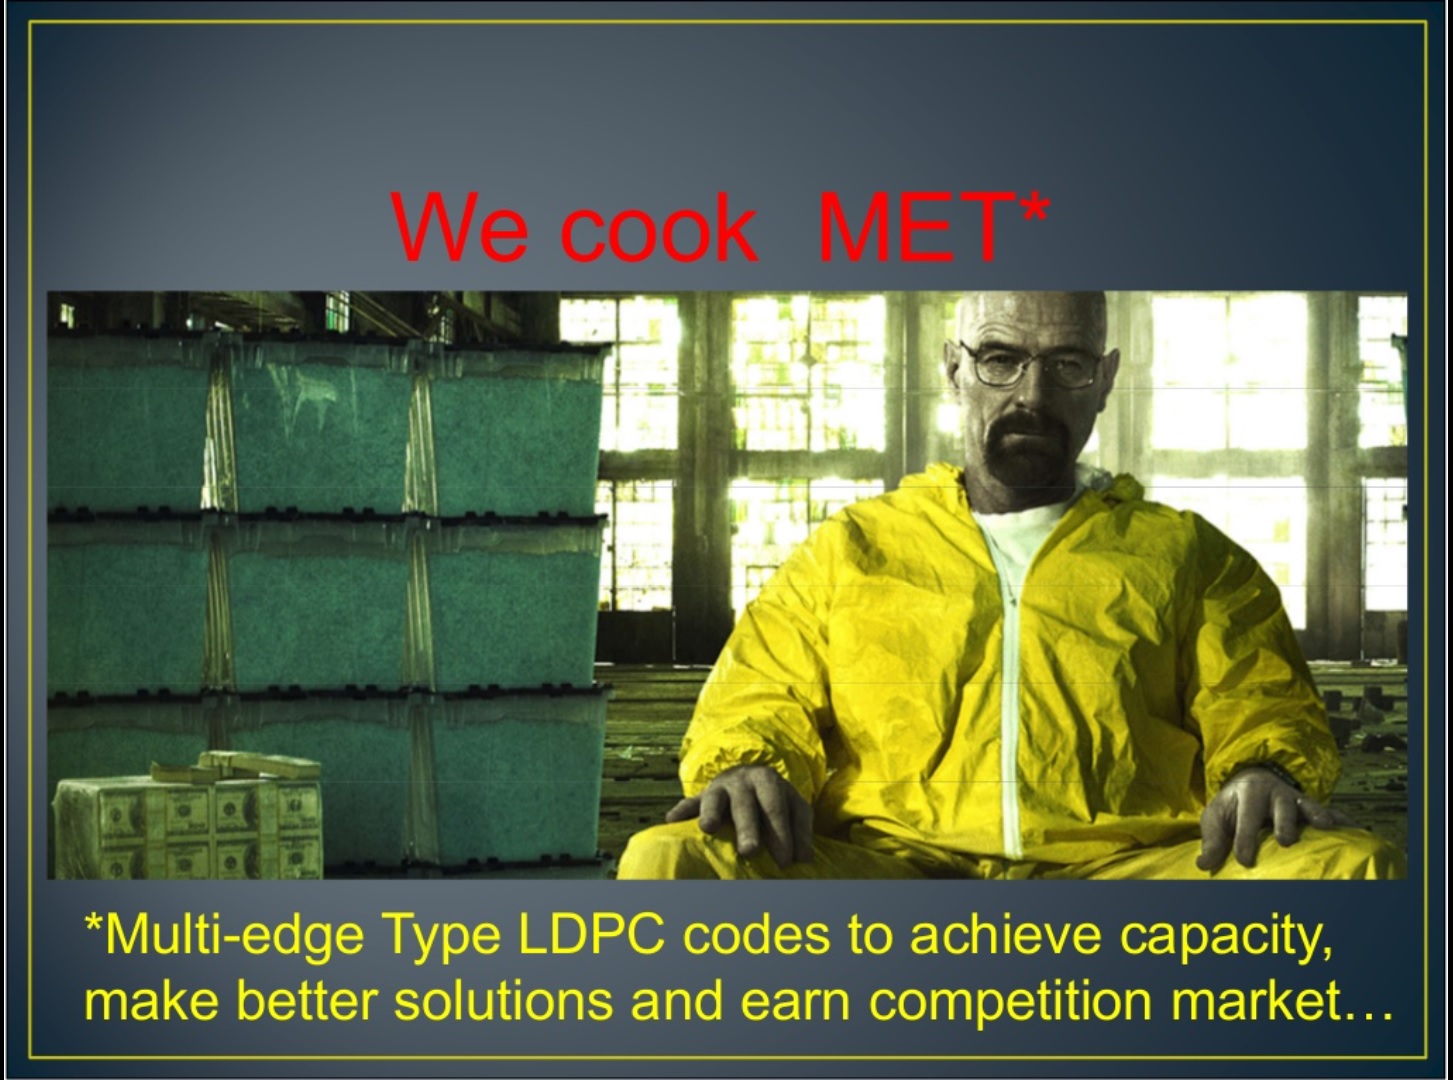 We cook  MET*
*Multi-edge Type LDPC codes to achieve capacity,
make better solutions and earn competition market…